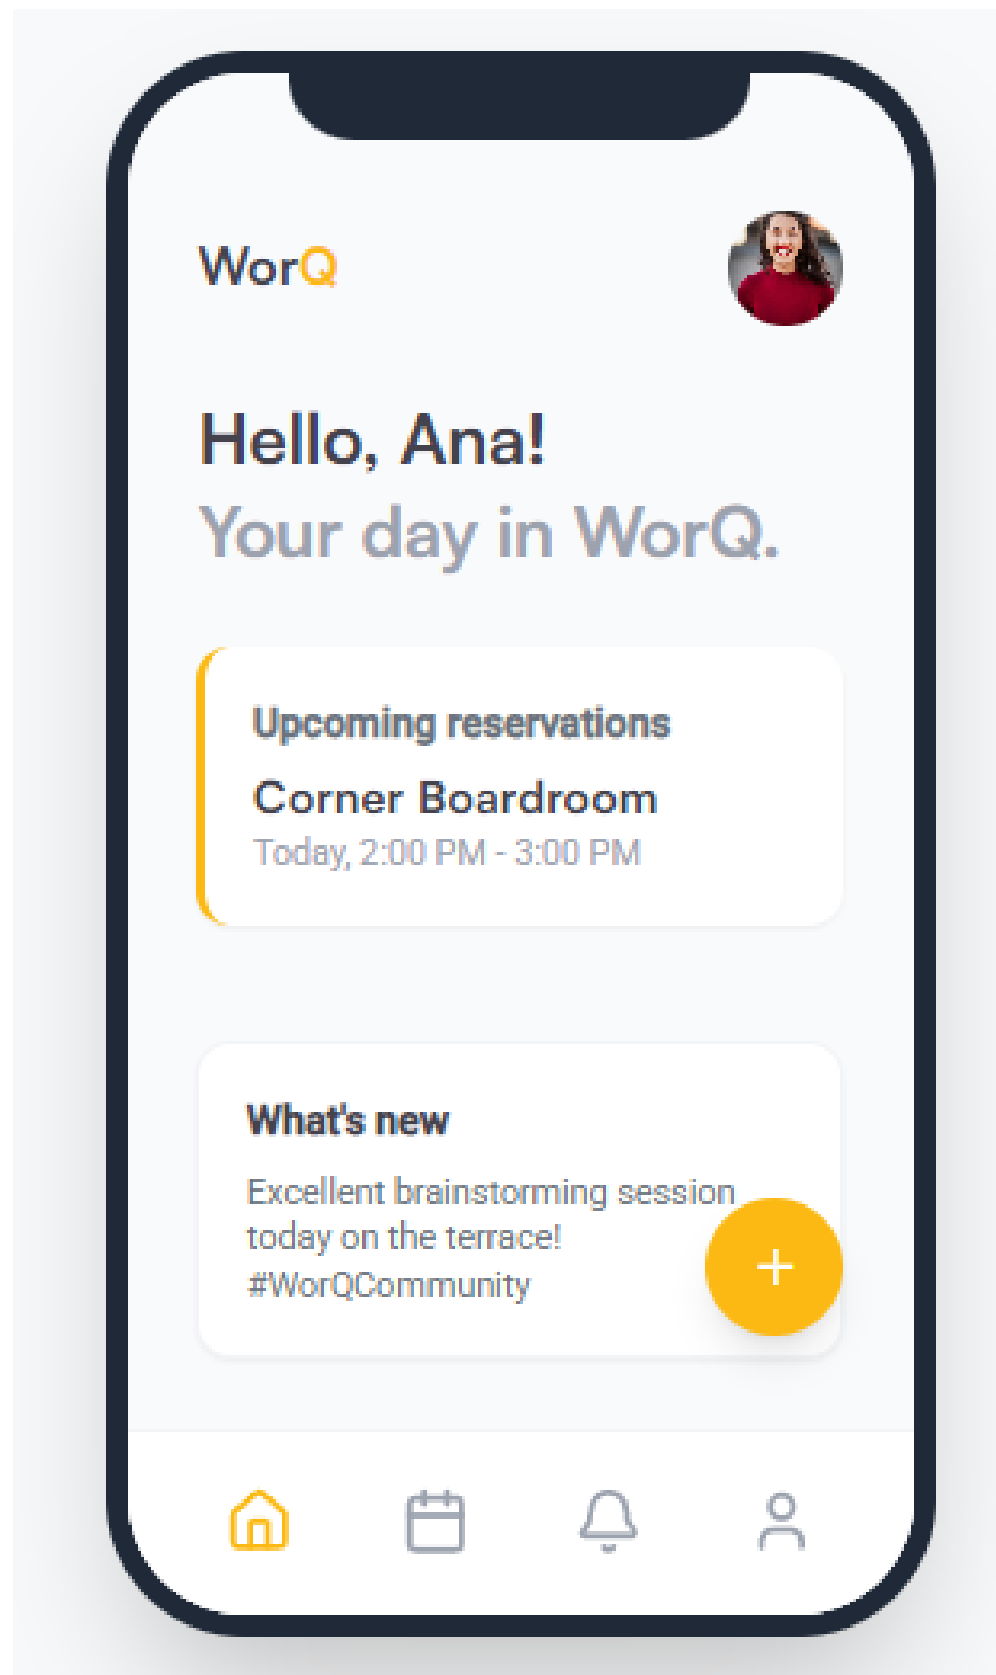 WorQ
Hello, Ana!
Your day in WorQ.
Upcoming reservations
Corner Boardroom
Today, 2:00 PM - 3:00 PM
What's new
Excellent brainstorming session
today on the terrace!
#WorQCommunity
+